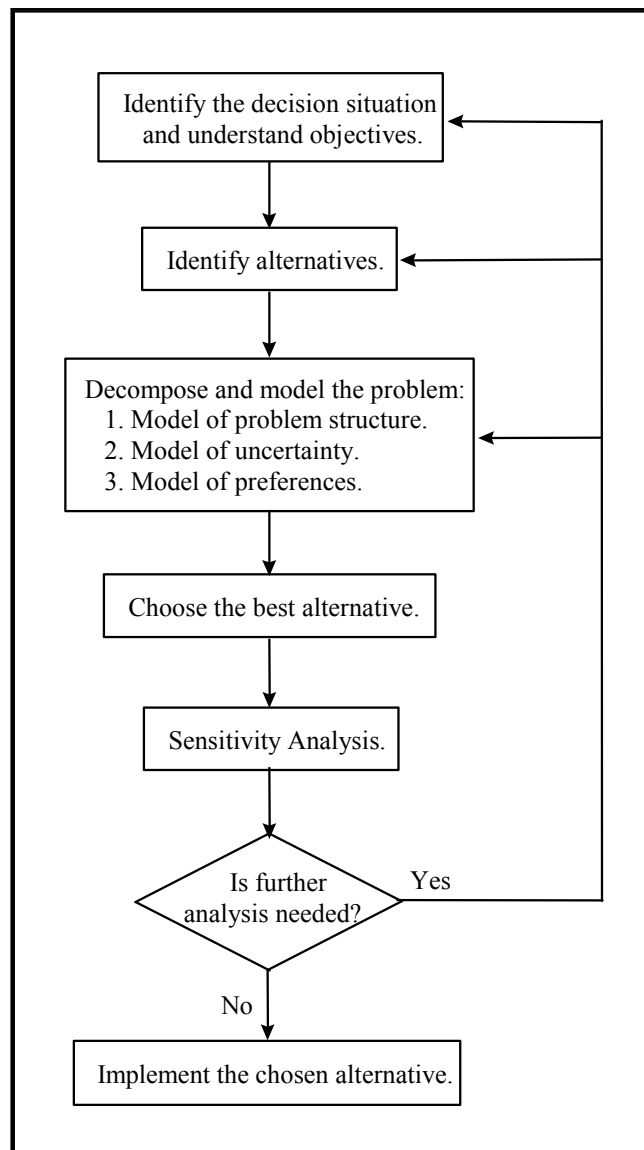 Identify the decision situation
and understand objectives.
Identify alternatives.
Decompose and model the problem:
1. Model of problem structure.
2. Model of uncertainty.
3. Model of preferences.
Choose the best alternative.
Sensitivity Analysis.
Is further
analysis needed?
Yes
No
Implement the chosen alternative.